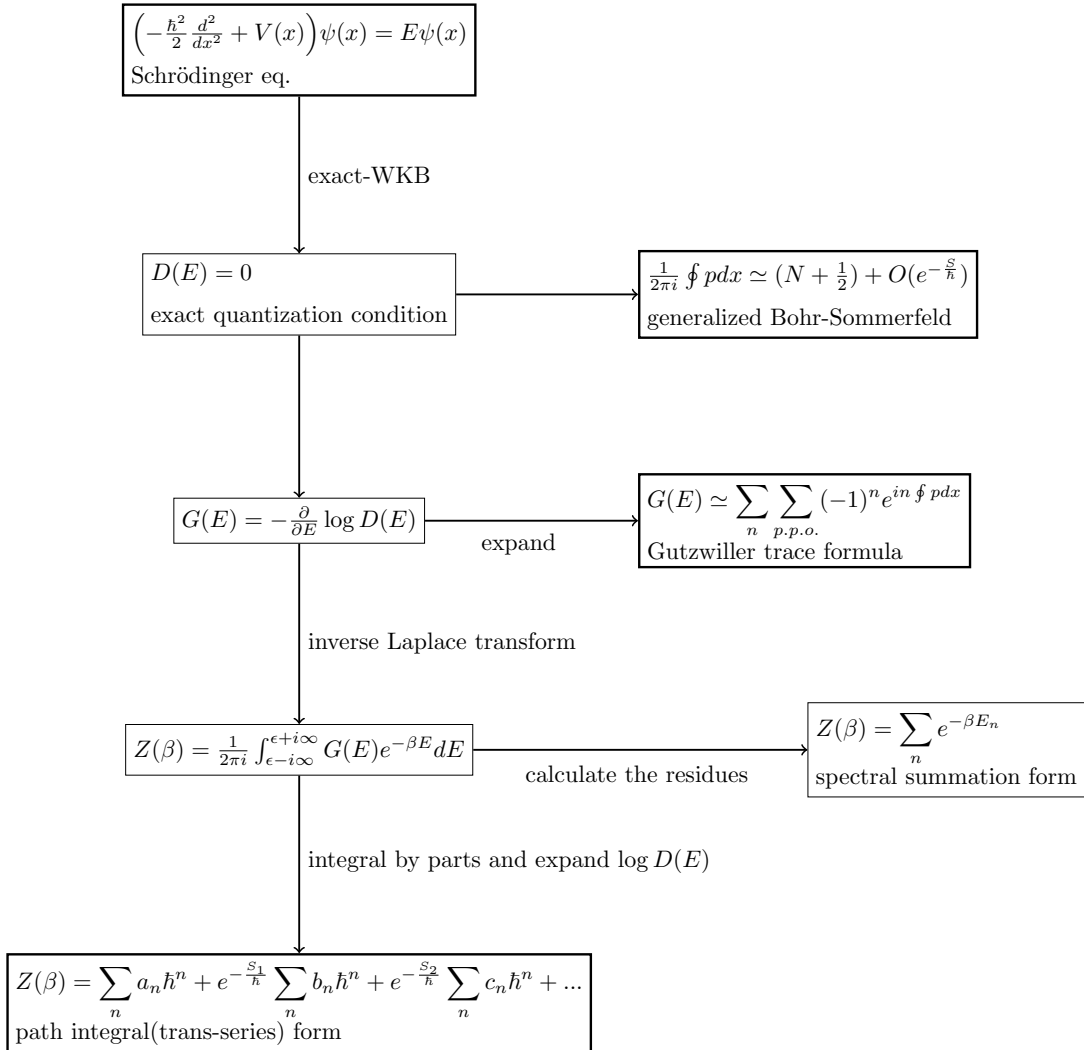 $\left(-\frac{\hbar^2}{2}\frac{d^2}{dx^2}+V(x)\right)\psi(x)=E\psi(x)$
Schrödinger eq.
exact-WKB
$D(E)=0$
exact quantization condition
$\frac{1}{2\pi i}\oint pdx\simeq(N+\frac{1}{2})+O(e^{-\frac{S}{\hbar}})$
generalized Bohr-Sommerfeld
$G(E)=-\frac{\partial}{\partial E}\log D(E)$
expand
$G(E)\simeq\sum_n\sum_{p.p.o.}(-1)^n e^{in\oint pdx}$
Gutzwiller trace formula
inverse Laplace transform
$Z(\beta)=\frac{1}{2\pi i}\int_{\epsilon-i\infty}^{\epsilon+i\infty}G(E)e^{-\beta E}dE$
calculate the residues
$Z(\beta)=\sum_n e^{-\beta E_n}$
spectral summation form
integral by parts and expand $\log D(E)$
$Z(\beta)=\sum_n a_n\hbar^n+e^{-\frac{S_1}{\hbar}}\sum_n b_n\hbar^n+e^{-\frac{S_2}{\hbar}}\sum_n c_n\hbar^n+...$
path integral(trans-series) form